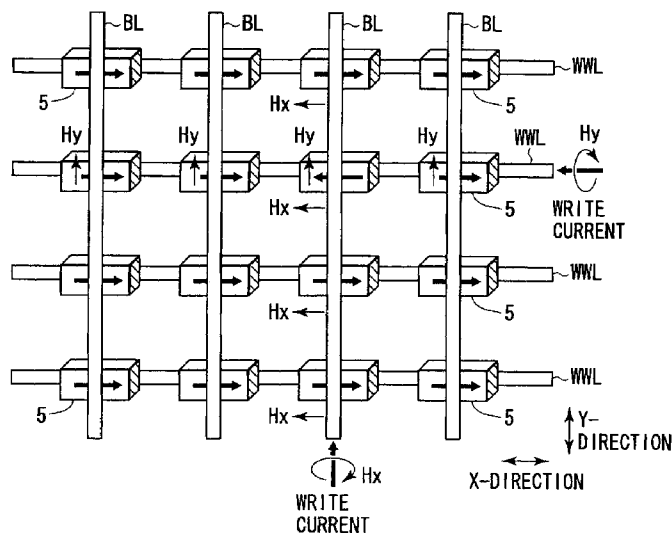 BL BL BL BL
WWL
5 Hx 5
Hy Hy Hy Hy WWL Hy
Hx 5 WRITE
CURRENT
WWL
Hx 5
WWL
5 Hx 5 Y-
DIRECTION
Hx X-DIRECTION
WRITE
CURRENT